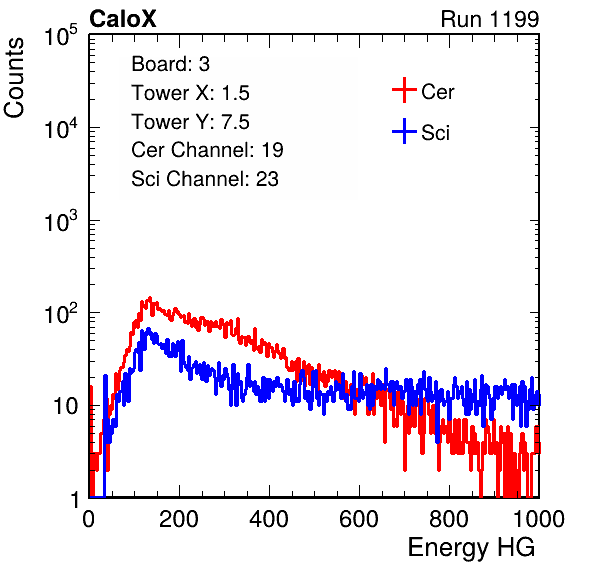 CaloX Run 1199
Counts
10^5
10^4
10^3
10^2
10
1
Board: 3
Tower X: 1.5
Tower Y: 7.5
Cer Channel: 19
Sci Channel: 23
Cer
Sci
0 200 400 600 800 1000
Energy HG